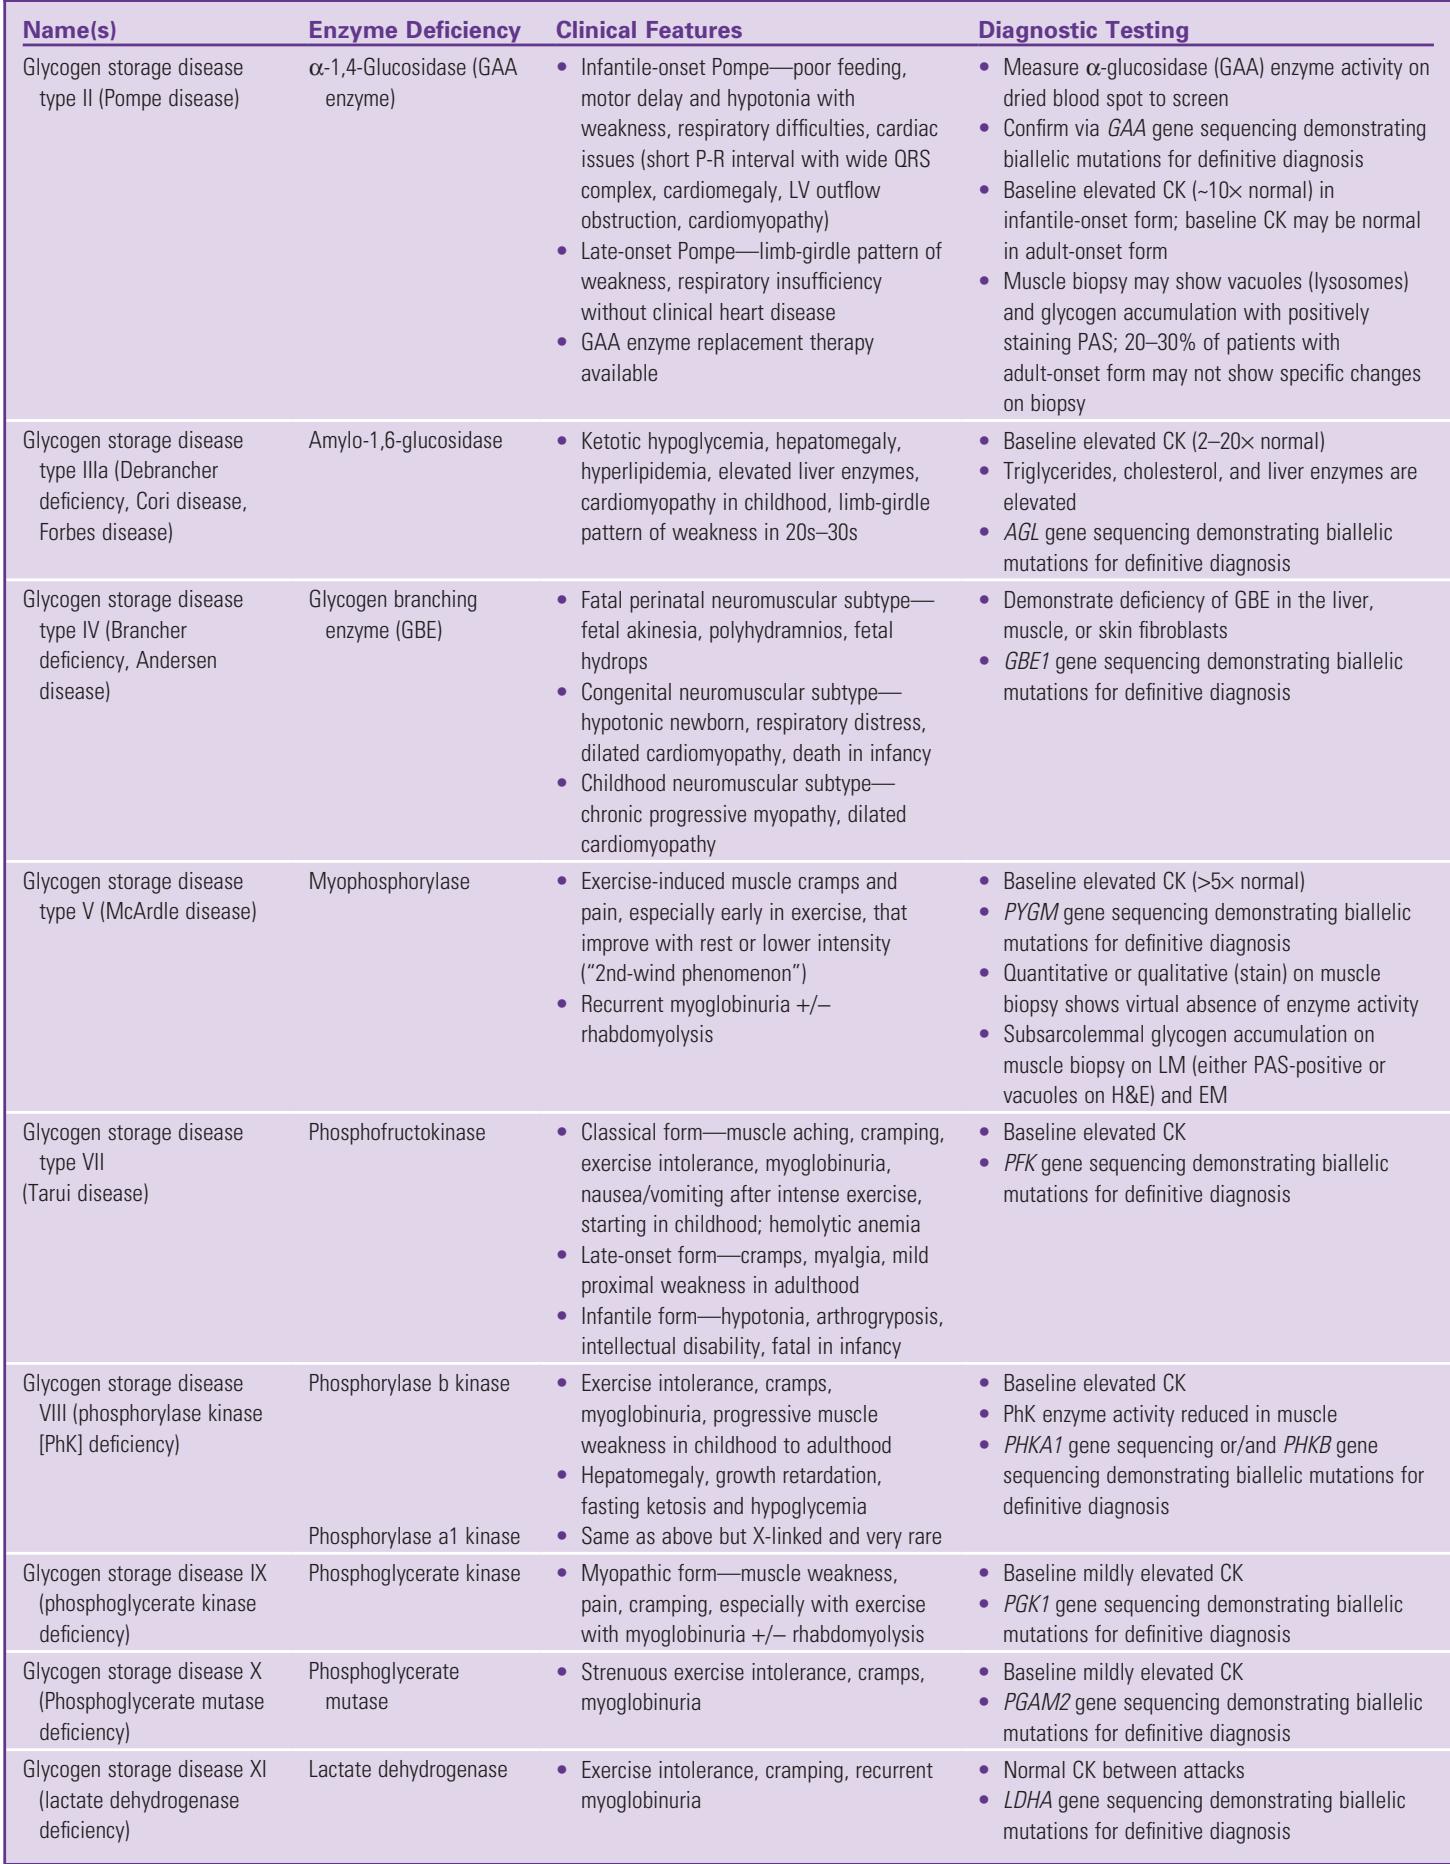 Name(s) Enzyme Deficiency Clinical Features Diagnostic Testing
Glycogen storage disease
type II (Pompe disease)
α-1,4-Glucosidase (GAA
enzyme)
• Infantile-onset Pompe—poor feeding,
motor delay and hypotonia with
weakness, respiratory difficulties, cardiac
issues (short P-R interval with wide QRS
complex, cardiomegaly, LV outflow
obstruction, cardiomyopathy)
• Late-onset Pompe—limb-girdle pattern of
weakness, respiratory insufficiency
without clinical heart disease
• GAA enzyme replacement therapy
available
• Measure α-glucosidase (GAA) enzyme activity on
dried blood spot to screen
• Confirm via GAA gene sequencing demonstrating
biallelic mutations for definitive diagnosis
• Baseline elevated CK (~10× normal) in
infantile-onset form; baseline CK may be normal
in adult-onset form
• Muscle biopsy may show vacuoles (lysosomes)
and glycogen accumulation with positively
staining PAS; 20–30% of patients with
adult-onset form may not show specific changes
on biopsy
Glycogen storage disease
type IIIa (Debrancher
deficiency, Cori disease,
Forbes disease)
Amylo-1,6-glucosidase
• Ketotic hypoglycemia, hepatomegaly,
hyperlipidemia, elevated liver enzymes,
cardiomyopathy in childhood, limb-girdle
pattern of weakness in 20s–30s
• Baseline elevated CK (2–20× normal)
• Triglycerides, cholesterol, and liver enzymes are
elevated
• AGL gene sequencing demonstrating biallelic
mutations for definitive diagnosis
Glycogen storage disease
type IV (Brancher
deficiency, Andersen
disease)
Glycogen branching
enzyme (GBE)
• Fatal perinatal neuromuscular subtype—
fetal akinesia, polyhydramnios, fetal
hydrops
• Congenital neuromuscular subtype—
hypotonic newborn, respiratory distress,
dilated cardiomyopathy, death in infancy
• Childhood neuromuscular subtype—
chronic progressive myopathy, dilated
cardiomyopathy
• Demonstrate deficiency of GBE in the liver,
muscle, or skin fibroblasts
• GBE1 gene sequencing demonstrating biallelic
mutations for definitive diagnosis
Glycogen storage disease
type V (McArdle disease)
Myophosphorylase
• Exercise-induced muscle cramps and
pain, especially early in exercise, that
improve with rest or lower intensity
(“2nd-wind phenomenon”)
• Recurrent myoglobinuria +/–
rhabdomyolysis
• Baseline elevated CK (>5× normal)
• PYGM gene sequencing demonstrating biallelic
mutations for definitive diagnosis
• Quantitative or qualitative (stain) on muscle
biopsy shows virtual absence of enzyme activity
• Subsarcolemmal glycogen accumulation on
muscle biopsy on LM (either PAS-positive or
vacuoles on H&E) and EM
Glycogen storage disease
type VII
(Tarui disease)
Phosphofructokinase
• Classical form—muscle aching, cramping,
exercise intolerance, myoglobinuria,
nausea/vomiting after intense exercise,
starting in childhood; hemolytic anemia
• Late-onset form—cramps, myalgia, mild
proximal weakness in adulthood
• Infantile form—hypotonia, arthrogryposis,
intellectual disability, fatal in infancy
• Baseline elevated CK
• PFK gene sequencing demonstrating biallelic
mutations for definitive diagnosis
Glycogen storage disease
VIII (phosphorylase kinase
[PhK] deficiency)
Phosphorylase b kinase
• Exercise intolerance, cramps,
myoglobinuria, progressive muscle
weakness in childhood to adulthood
• Hepatomegaly, growth retardation,
fasting ketosis and hypoglycemia
• Baseline elevated CK
• PhK enzyme activity reduced in muscle
• PHKA1 gene sequencing or/and PHKB gene
sequencing demonstrating biallelic mutations for
definitive diagnosis
Phosphorylase a1 kinase
• Same as above but X-linked and very rare
Glycogen storage disease IX
(phosphoglycerate kinase
deficiency)
Phosphoglycerate kinase
• Myopathic form—muscle weakness,
pain, cramping, especially with exercise
with myoglobinuria +/– rhabdomyolysis
• Baseline mildly elevated CK
• PGK1 gene sequencing demonstrating biallelic
mutations for definitive diagnosis
Glycogen storage disease X
(Phosphoglycerate mutase
deficiency)
Phosphoglycerate
mutase
• Strenuous exercise intolerance, cramps,
myoglobinuria
• Baseline mildly elevated CK
• PGAM2 gene sequencing demonstrating biallelic
mutations for definitive diagnosis
Glycogen storage disease XI
(lactate dehydrogenase
deficiency)
Lactate dehydrogenase
• Exercise intolerance, cramping, recurrent
myoglobinuria
• Normal CK between attacks
• LDHA gene sequencing demonstrating biallelic
mutations for definitive diagnosis